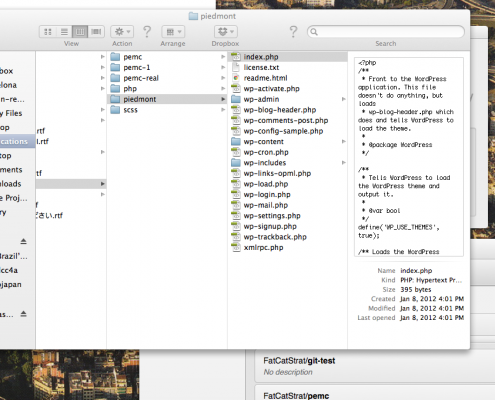 piedmont
View
Action
Arrange
Dropbox
Search
box
elona
n-re...
y Files
op
ications
top
ments
nloads
e Proj...
ry
Brazil'...
lcc4a
ojapan
as...
.rtf
l.rtf
f
ださい.rtf
pemc
pemc-1
pemc-real
php
piedmont
scss
index.php
license.txt
readme.html
wp-activate.php
wp-admin
wp-blog-header.php
wp-comments-post.php
wp-config-sample.php
wp-content
wp-cron.php
wp-includes
wp-links-opml.php
wp-load.php
wp-login.php
wp-mail.php
wp-settings.php
wp-signup.php
wp-trackback.php
xmlrpc.php
<?php
/**
* Front to the WordPress
application. This file
doesn't do anything, but
loads
* wp-blog-header.php which
does and tells WordPress to
load the theme.
*
* @package WordPress
*/
/**
* Tells WordPress to load
the WordPress theme and
output it.
*
* @var bool
*/
define('WP_USE_THEMES',
true);
/** Loads the WordPress
Name index.php
Kind PHP: Hypertext Pr...
Size 395 bytes
Created Jan 8, 2012 4:01 PM
Modified Jan 8, 2012 4:01 PM
Last opened Jan 8, 2012 4:01 PM
FatCatStrat/git-test
No description
FatCatStrat/pemc